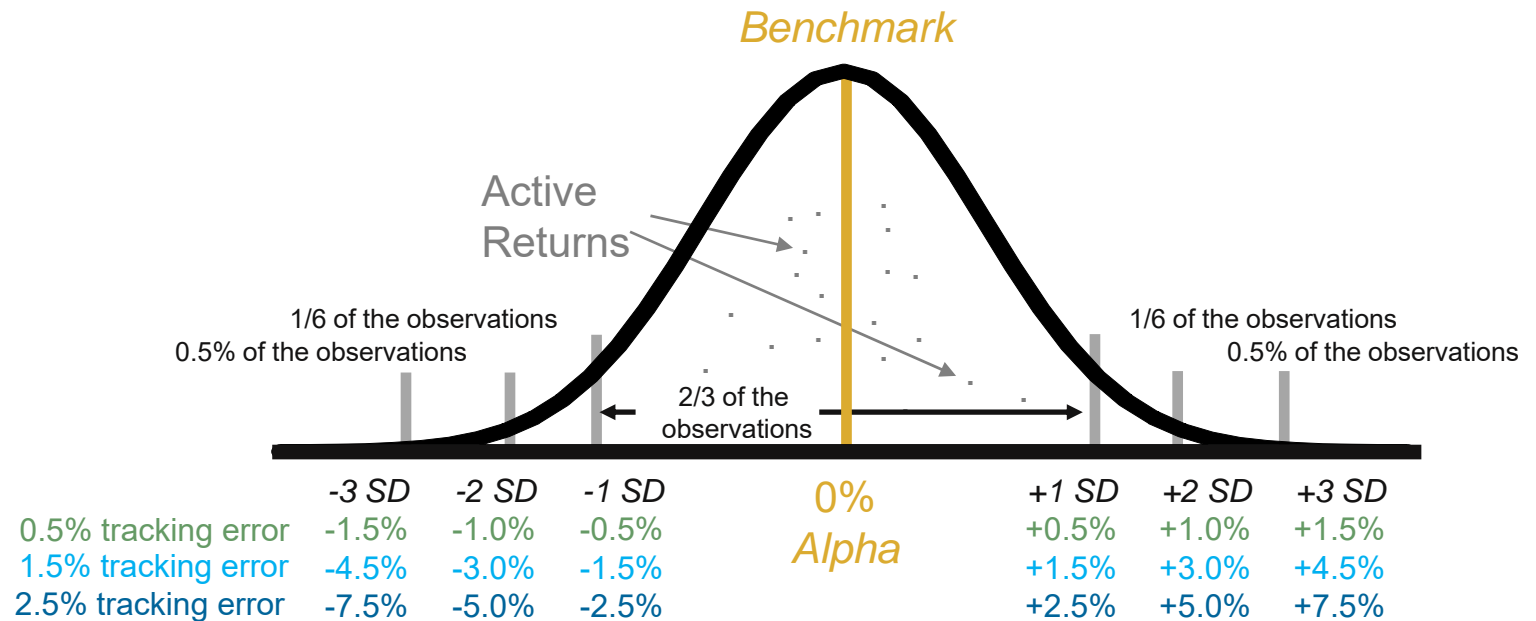 Benchmark
Active
Returns
1/6 of the observations
0.5% of the observations
1/6 of the observations
0.5% of the observations
2/3 of the
observations
-3 SD -2 SD -1 SD 0% +1 SD +2 SD +3 SD
Alpha
0.5% tracking error -1.5% -1.0% -0.5% +0.5% +1.0% +1.5%
1.5% tracking error -4.5% -3.0% -1.5% +1.5% +3.0% +4.5%
2.5% tracking error -7.5% -5.0% -2.5% +2.5% +5.0% +7.5%